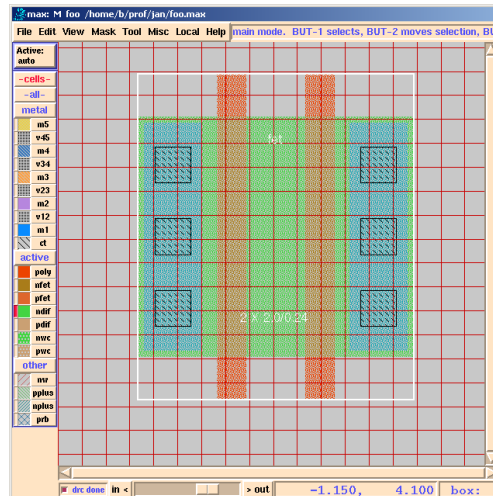 max: M foo /home/b/prof/jan/foo.max
File Edit View Mask Tool Misc Local Help main mode. BUT-1 selects, BUT-2 moves selection, BU
Active:
auto
-cells-
-all-
metal
m5
v45
m4
v34
m3
v23
m2
v12
m1
ct
active
poly
nfet
pfet
ndif
pdif
nwc
pwc
other
mr
pplus
nplus
prb
fet
2 X 2.0/0.24
drc done in < > out -1.150, 4.100 box: